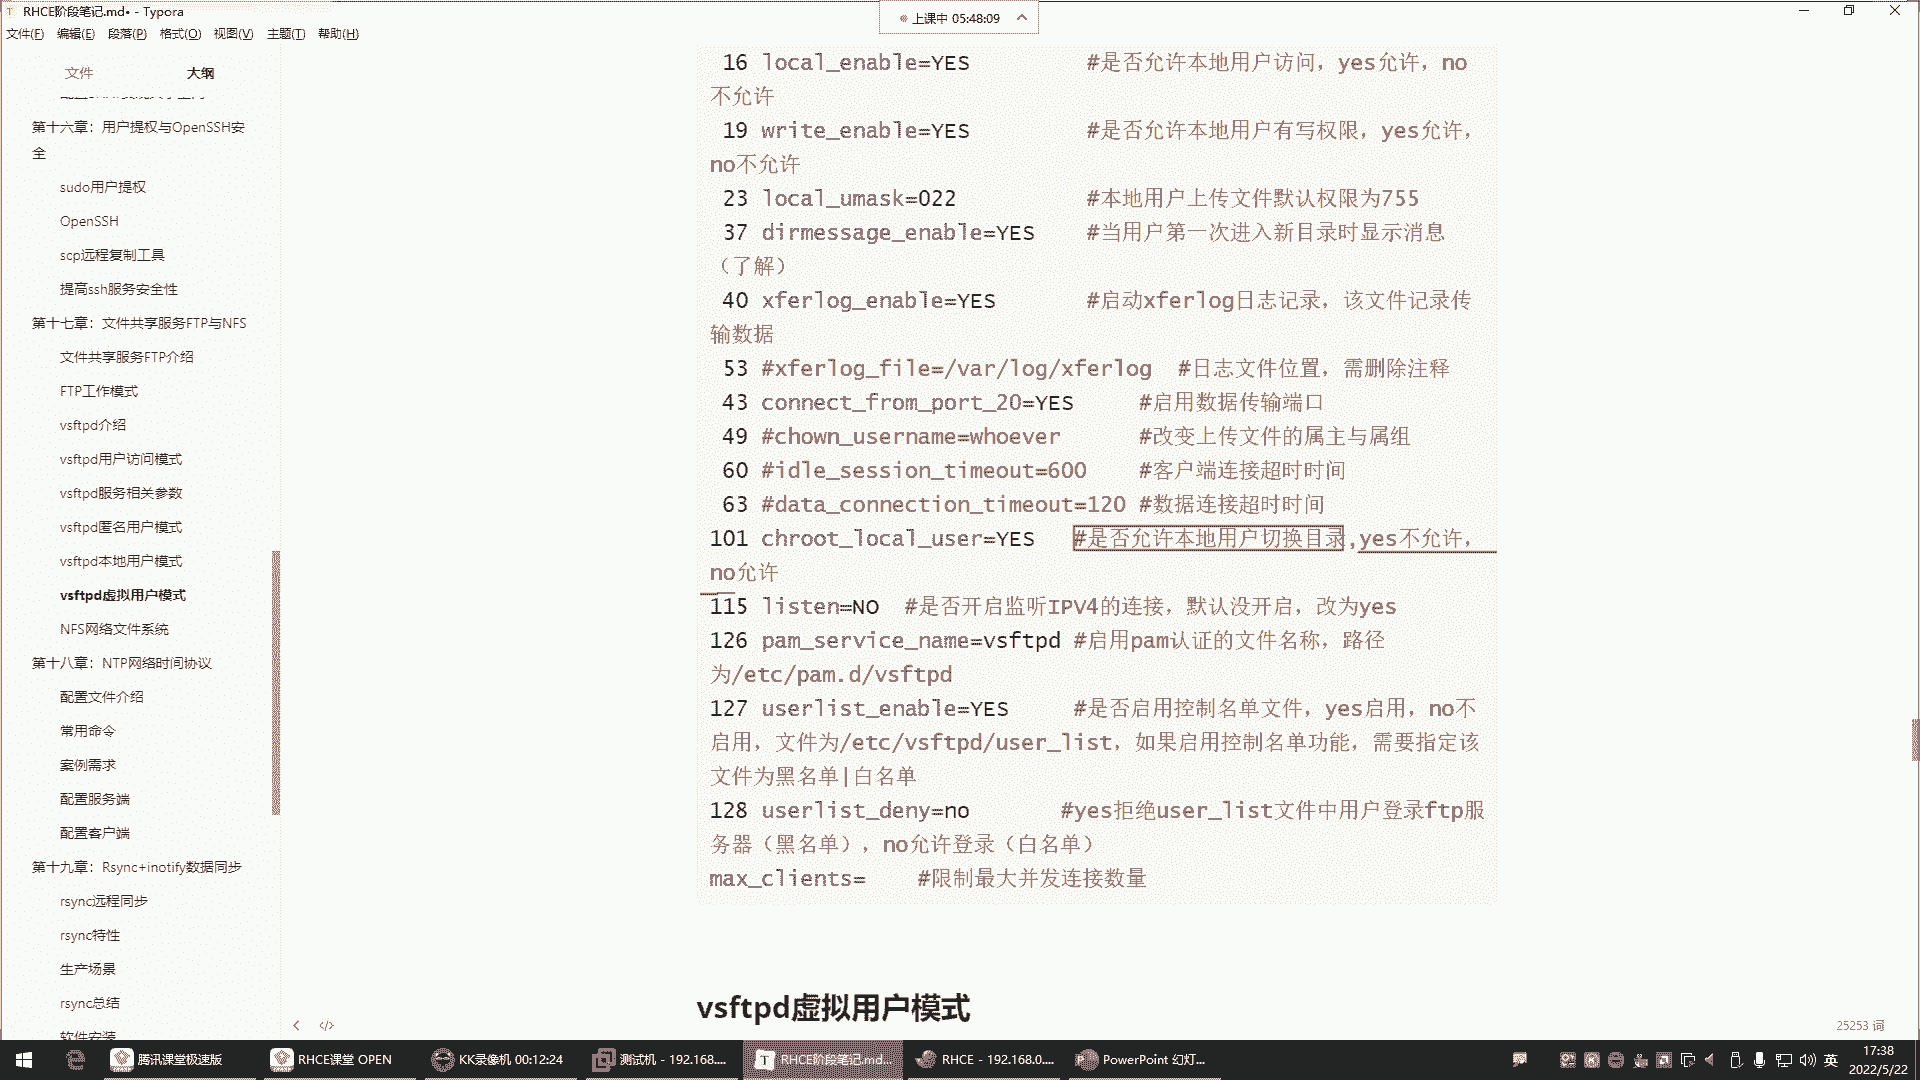 RHCE阶段笔记.md• - Typora
上课中 05:48:09
文件(F) 编辑(E) 段落(P) 格式(O) 视图(V) 主题(T) 帮助(H)
文件 大纲
第十六章：用户提权与OpenSSH安
全
sudo用户提权
OpenSSH
scp远程复制工具
提高ssh服务安全性
第十七章：文件共享服务FTP与NFS
文件共享服务FTP介绍
FTP工作模式
vsftpd介绍
vsftpd用户访问模式
vsftpd服务相关参数
vsftpd匿名用户模式
vsftpd本地用户模式
vsftpd虚拟用户模式
NFS网络文件系统
第十八章：NTP网络时间协议
配置文件介绍
常用命令
案例需求
配置服务端
配置客户端
第十九章：Rsync+inotify数据同步
rsync远程同步
rsync特性
生产场景
rsync总结
软件安装
16 local_enable=YES #是否允许本地用户访问，yes允许，no
不允许
19 write_enable=YES #是否允许本地用户有写权限，yes允许，
no不允许
23 local_umask=022 #本地用户上传文件默认权限为755
37 dirmessage_enable=YES #当用户第一次进入新目录时显示消息
（了解）
40 xferlog_enable=YES #启动xferlog日志记录，该文件记录传
输数据
53 #xferlog_file=/var/log/xferlog #日志文件位置，需删除注释
43 connect_from_port_20=YES #启用数据传输端口
49 #chown_username=whoever #改变上传文件的属主与属组
60 #idle_session_timeout=600 #客户端连接超时时间
63 #data_connection_timeout=120 #数据连接超时时间
101 chroot_local_user=YES #是否允许本地用户切换目录,yes不允许，
no允许
115 listen=NO #是否开启监听IPV4的连接，默认没开启，改为yes
126 pam_service_name=vsftpd #启用pam认证的文件名称，路径
为/etc/pam.d/vsftpd
127 userlist_enable=YES #是否启用控制名单文件，yes启用，no不
启用，文件为/etc/vsftpd/user_list，如果启用控制名单功能，需要指定该
文件为黑名单|白名单
128 userlist_deny=no #yes拒绝user_list文件中用户登录ftp服
务器（黑名单），no允许登录（白名单）
max_clients= #限制最大并发连接数量
vsftpd虚拟用户模式
25253 词
腾讯课堂极速版 RHCE课堂 OPEN KK录像机 00:12:24 测试机 - 192.168.... RHCE阶段笔记.md... RHCE - 192.168.0.... PowerPoint 幻灯... 英 17:38
2022/5/22